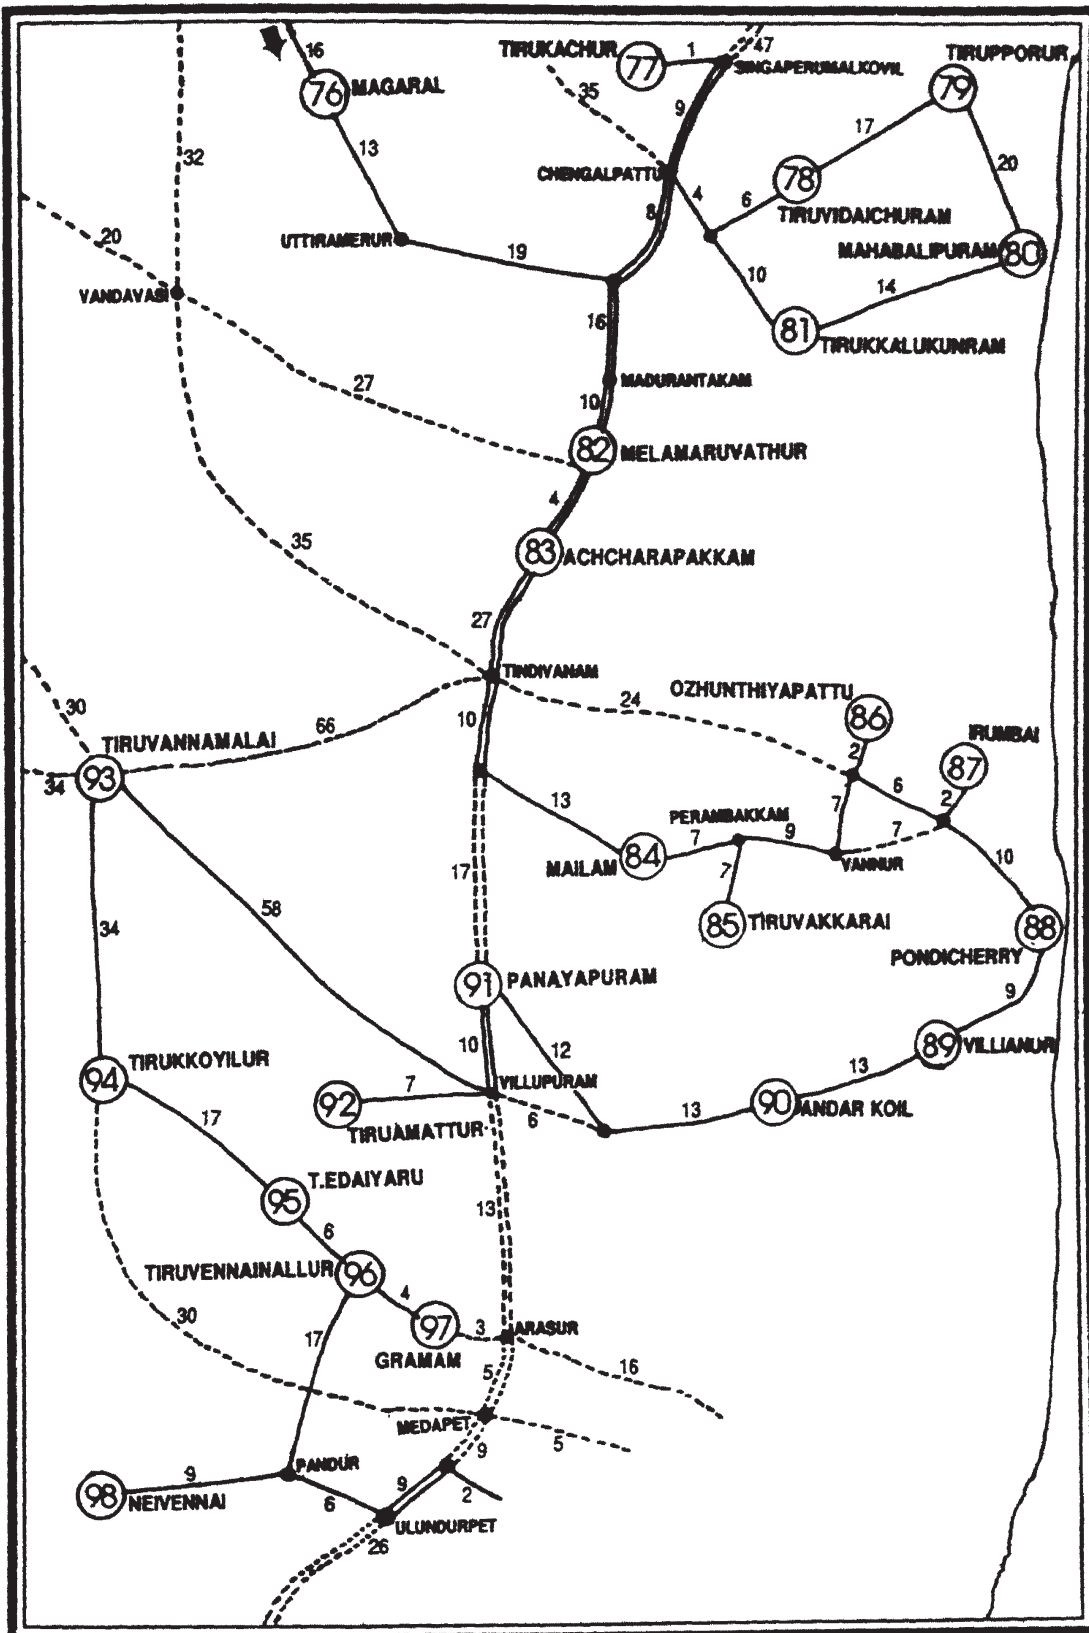 16
76 MAGARAL
TIRUKACHUR
77
1
47
SINGAPERUMALKOVIL
TIRUPPORUR
79
35
9
32
13
17
20
CHENGALPATTU
4
6
78
TIRUVIDAICHURAM
8
UTTIRAMERUR
20
19
MAHABALIPURAM 80
10
14
VANDAVASI
16
81
TIRUKKALUKUNRAM
MADURANTAKAM
27
10
82 MELAMARUVATHUR
4
35
83 ACHCHARAPAKKAM
27
TINDIVANAM
OZHUNTHIYAPATTU
86
24
30
66
10
TIRUVANNAMALAI
IRUMBAI
87
34
93
2
6
2
13
PERAMBAKKAM
7
7
MAILAM 84
7
9
VANNUR
10
17
7
58
34
85 TIRUVAKKARAI
88
PONDICHERRY
91 PANAYAPURAM
9
10
12
89 VILLIANUR
TIRUKKOYILUR
94
7
VILLUPURAM
13
92
TIRUAMATTUR
6
13
90 ANDAR KOIL
17
T.EDAIYARU
95
13
6
TIRUVENNAINALLUR 96
4
30
17
97
3
ARASUR
GRAMAM
5
16
MEDAPET
9
5
PANDUR
9
98 NEIVENNAI
6
9
2
ULUNDURPET
26